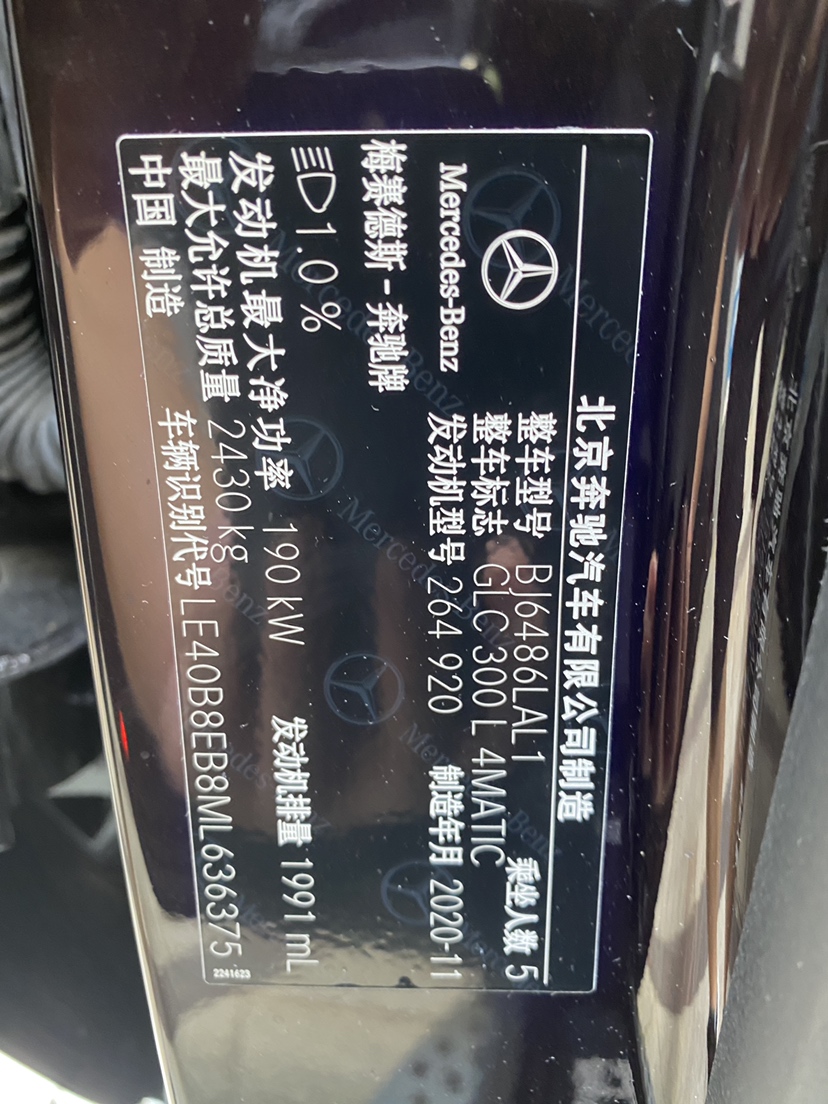 北京奔驰汽车有限公司制造
Mercedes-Benz
梅赛德斯-奔驰牌
整车型号 BJ6486LAL1 乘坐人数 5
整车标志 GLC 300 L 4MATIC
发动机型号 264 920 制造年月 2020-11
1.0 %
发动机最大净功率 190 kW 发动机排量 1991 mL
最大允许总质量 2430 kg
中国 制造 车辆识别代号 LE40B8EB8ML636375
2241623